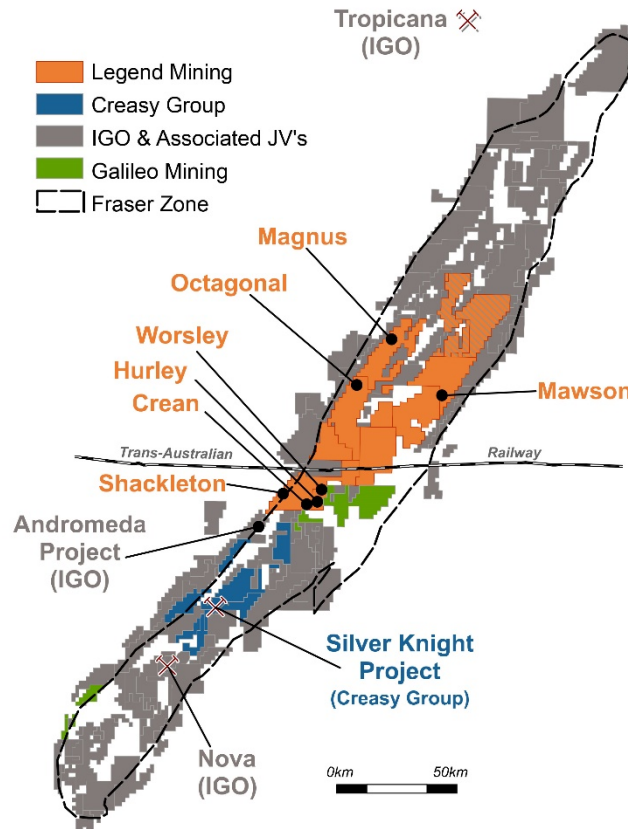 Tropicana
(IGO)
Legend Mining
Creasy Group
IGO & Associated JV's
Galileo Mining
Fraser Zone
Magnus
Octagonal
Worsley
Hurley
Crean
Mawson
Trans-Australian Railway
Shackleton
Andromeda
Project
(IGO)
Silver Knight
Project
(Creasy Group)
Nova
(IGO)
0km 50km